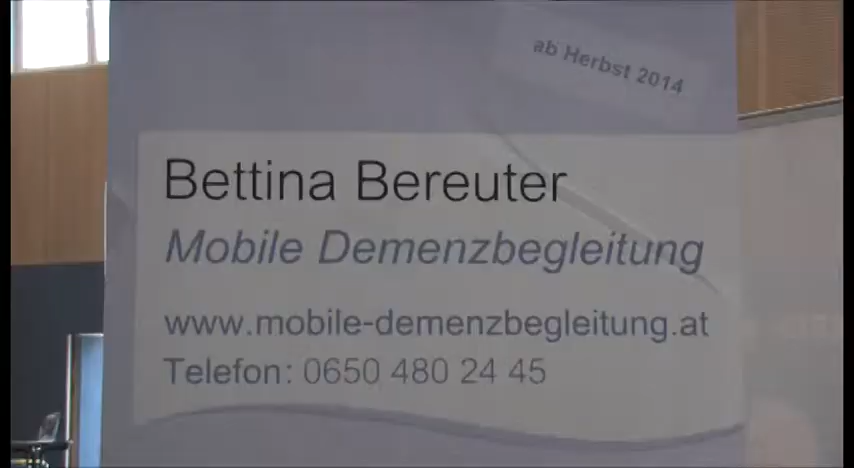 ab Herbst 2014
Bettina Bereuter
Mobile Demenzbegleitung
www.mobile-demenzbegleitung.at
Telefon: 0650 480 24 45